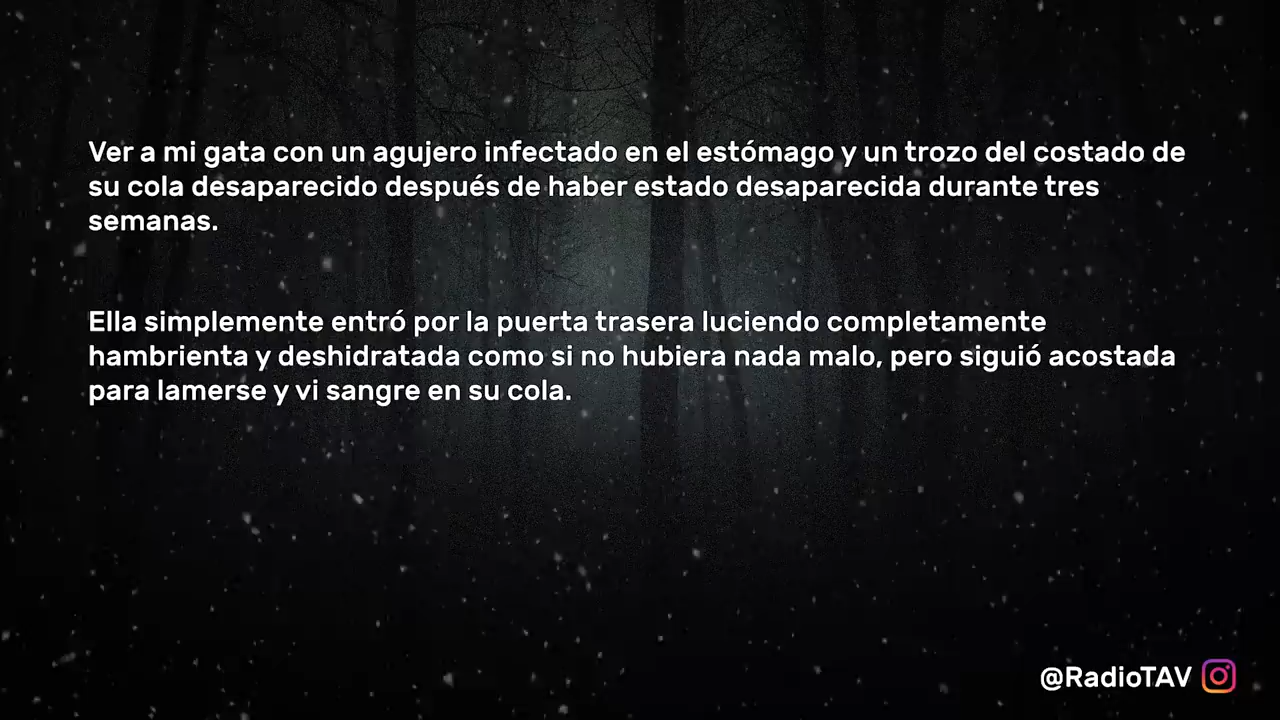 Ver a mi gata con un agujero infectado en el estómago y un trozo del costado de
su cola desaparecido después de haber estado desaparecida durante tres
semanas.
Ella simplemente entró por la puerta trasera luciendo completamente
hambrienta y deshidratada como si no hubiera nada malo, pero siguió acostada
para lamerse y vi sangre en su cola.
@RadioTAV